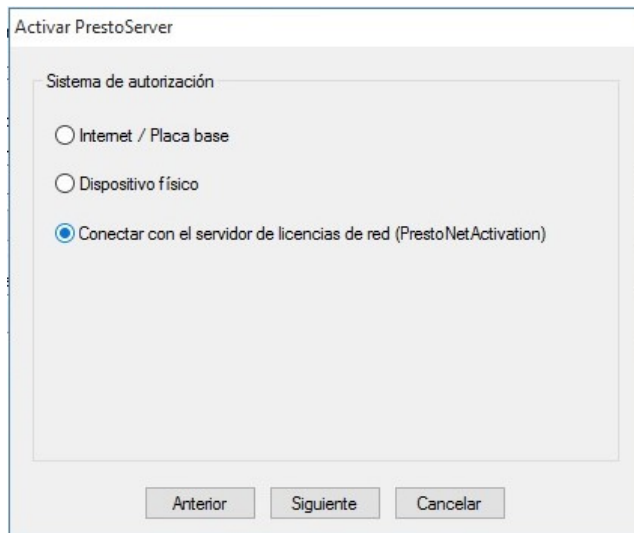 Activar PrestoServer
Sistema de autorización
Internet / Placa base
Dispositivo físico
Conectar con el servidor de licencias de red (PrestoNetActivation)
Anterior Siguiente Cancelar